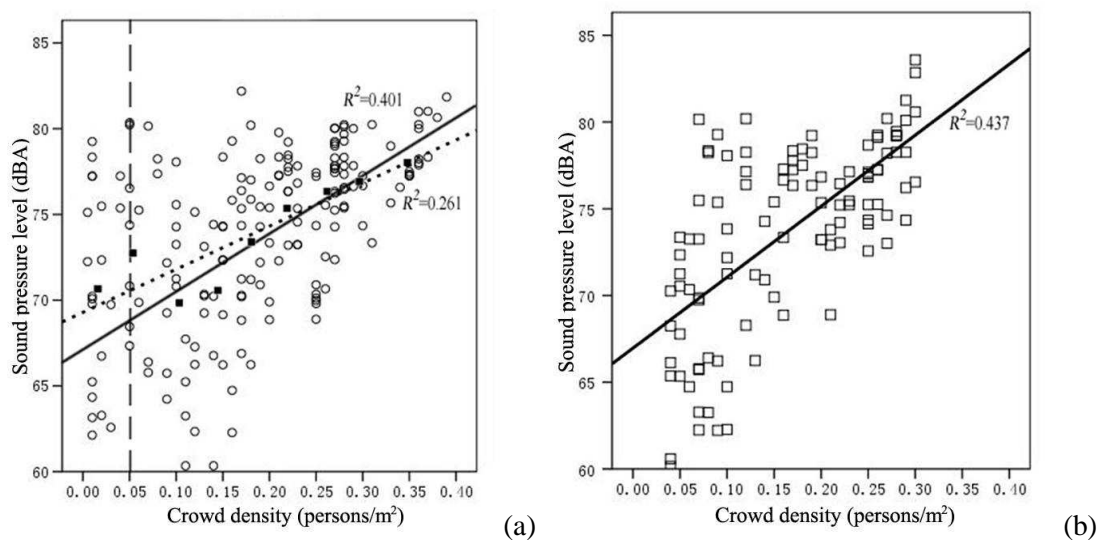 85
80
75
70
65
60
Sound pressure level (dBA)
R²=0.401
R²=0.261
0.00 0.05 0.10 0.15 0.20 0.25 0.30 0.35 0.40
Crowd density (persons/m²)
(a)
85
80
75
70
65
60
Sound pressure level (dBA)
R²=0.437
0.00 0.05 0.10 0.15 0.20 0.25 0.30 0.35 0.40
Crowd density (persons/m²)
(b)